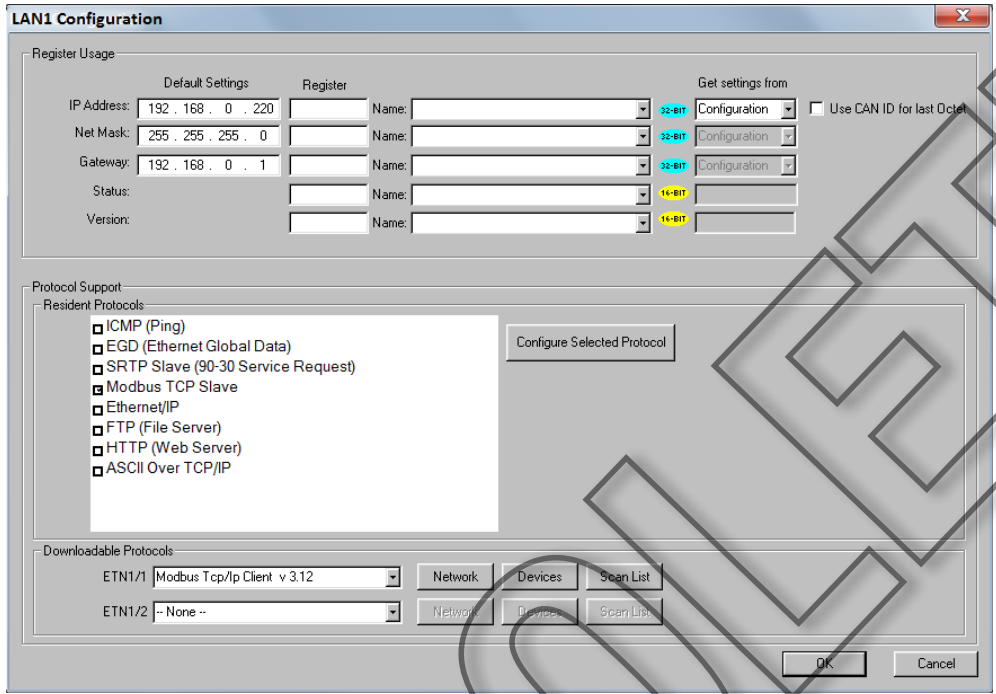 LAN1 Configuration
Register Usage
Default Settings Register Get settings from
IP Address: 192 . 168 . 0 . 220 Name: 32-BIT Configuration Use CAN ID for last Octet
Net Mask: 255 . 255 . 255 . 0 Name: 32-BIT Configuration
Gateway: 192 . 168 . 0 . 1 Name: 32-BIT Configuration
Status: Name: 16-BIT
Version: Name: 16-BIT
Protocol Support
Resident Protocols
ICMP (Ping)
EGD (Ethernet Global Data)
SRTP Slave (90-30 Service Request)
Modbus TCP Slave
Ethernet/IP
FTP (File Server)
HTTP (Web Server)
ASCII Over TCP/IP
Configure Selected Protocol
Downloadable Protocols
ETN1/1 Modbus Tcp/Ip Client v 3.12 Network Devices Scan List
ETN1/2 -- None -- Network Devices Scan List
OK Cancel
OLET